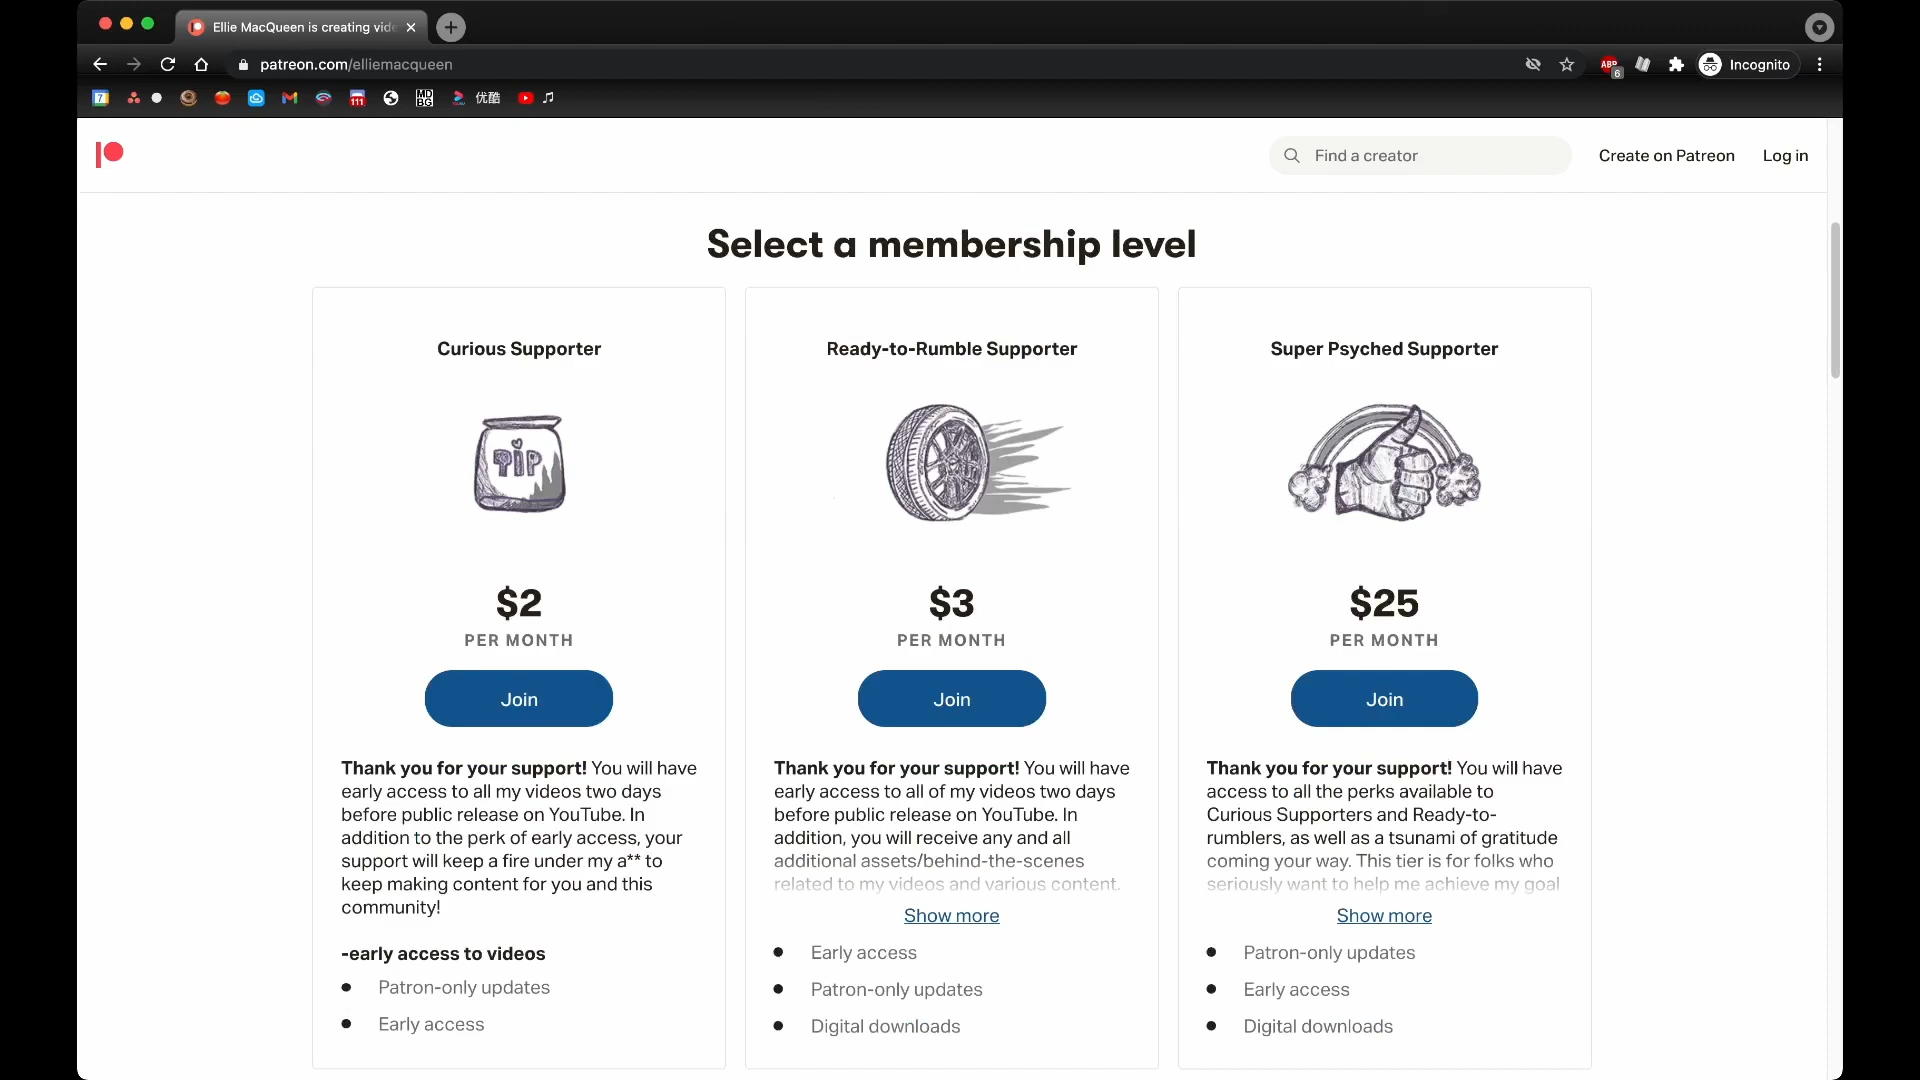 Ellie MacQueen is creating vide
patreon.com/elliemacqueen
ABP
6
Incognito
7
111
MD
BG
优酷
Find a creator
Create on Patreon
Log in
Select a membership level
Curious Supporter
TIP
$2
PER MONTH
Join
Thank you for your support! You will have
early access to all my videos two days
before public release on YouTube. In
addition to the perk of early access, your
support will keep a fire under my a** to
keep making content for you and this
community!
-early access to videos
Patron-only updates
Early access
Ready-to-Rumble Supporter
$3
PER MONTH
Join
Thank you for your support! You will have
early access to all of my videos two days
before public release on YouTube. In
addition, you will receive any and all
additional assets/behind-the-scenes
related to my videos and various content.
Show more
Early access
Patron-only updates
Digital downloads
Super Psyched Supporter
$25
PER MONTH
Join
Thank you for your support! You will have
access to all the perks available to
Curious Supporters and Ready-to-
rumblers, as well as a tsunami of gratitude
coming your way. This tier is for folks who
seriously want to help me achieve my goal
Show more
Patron-only updates
Early access
Digital downloads